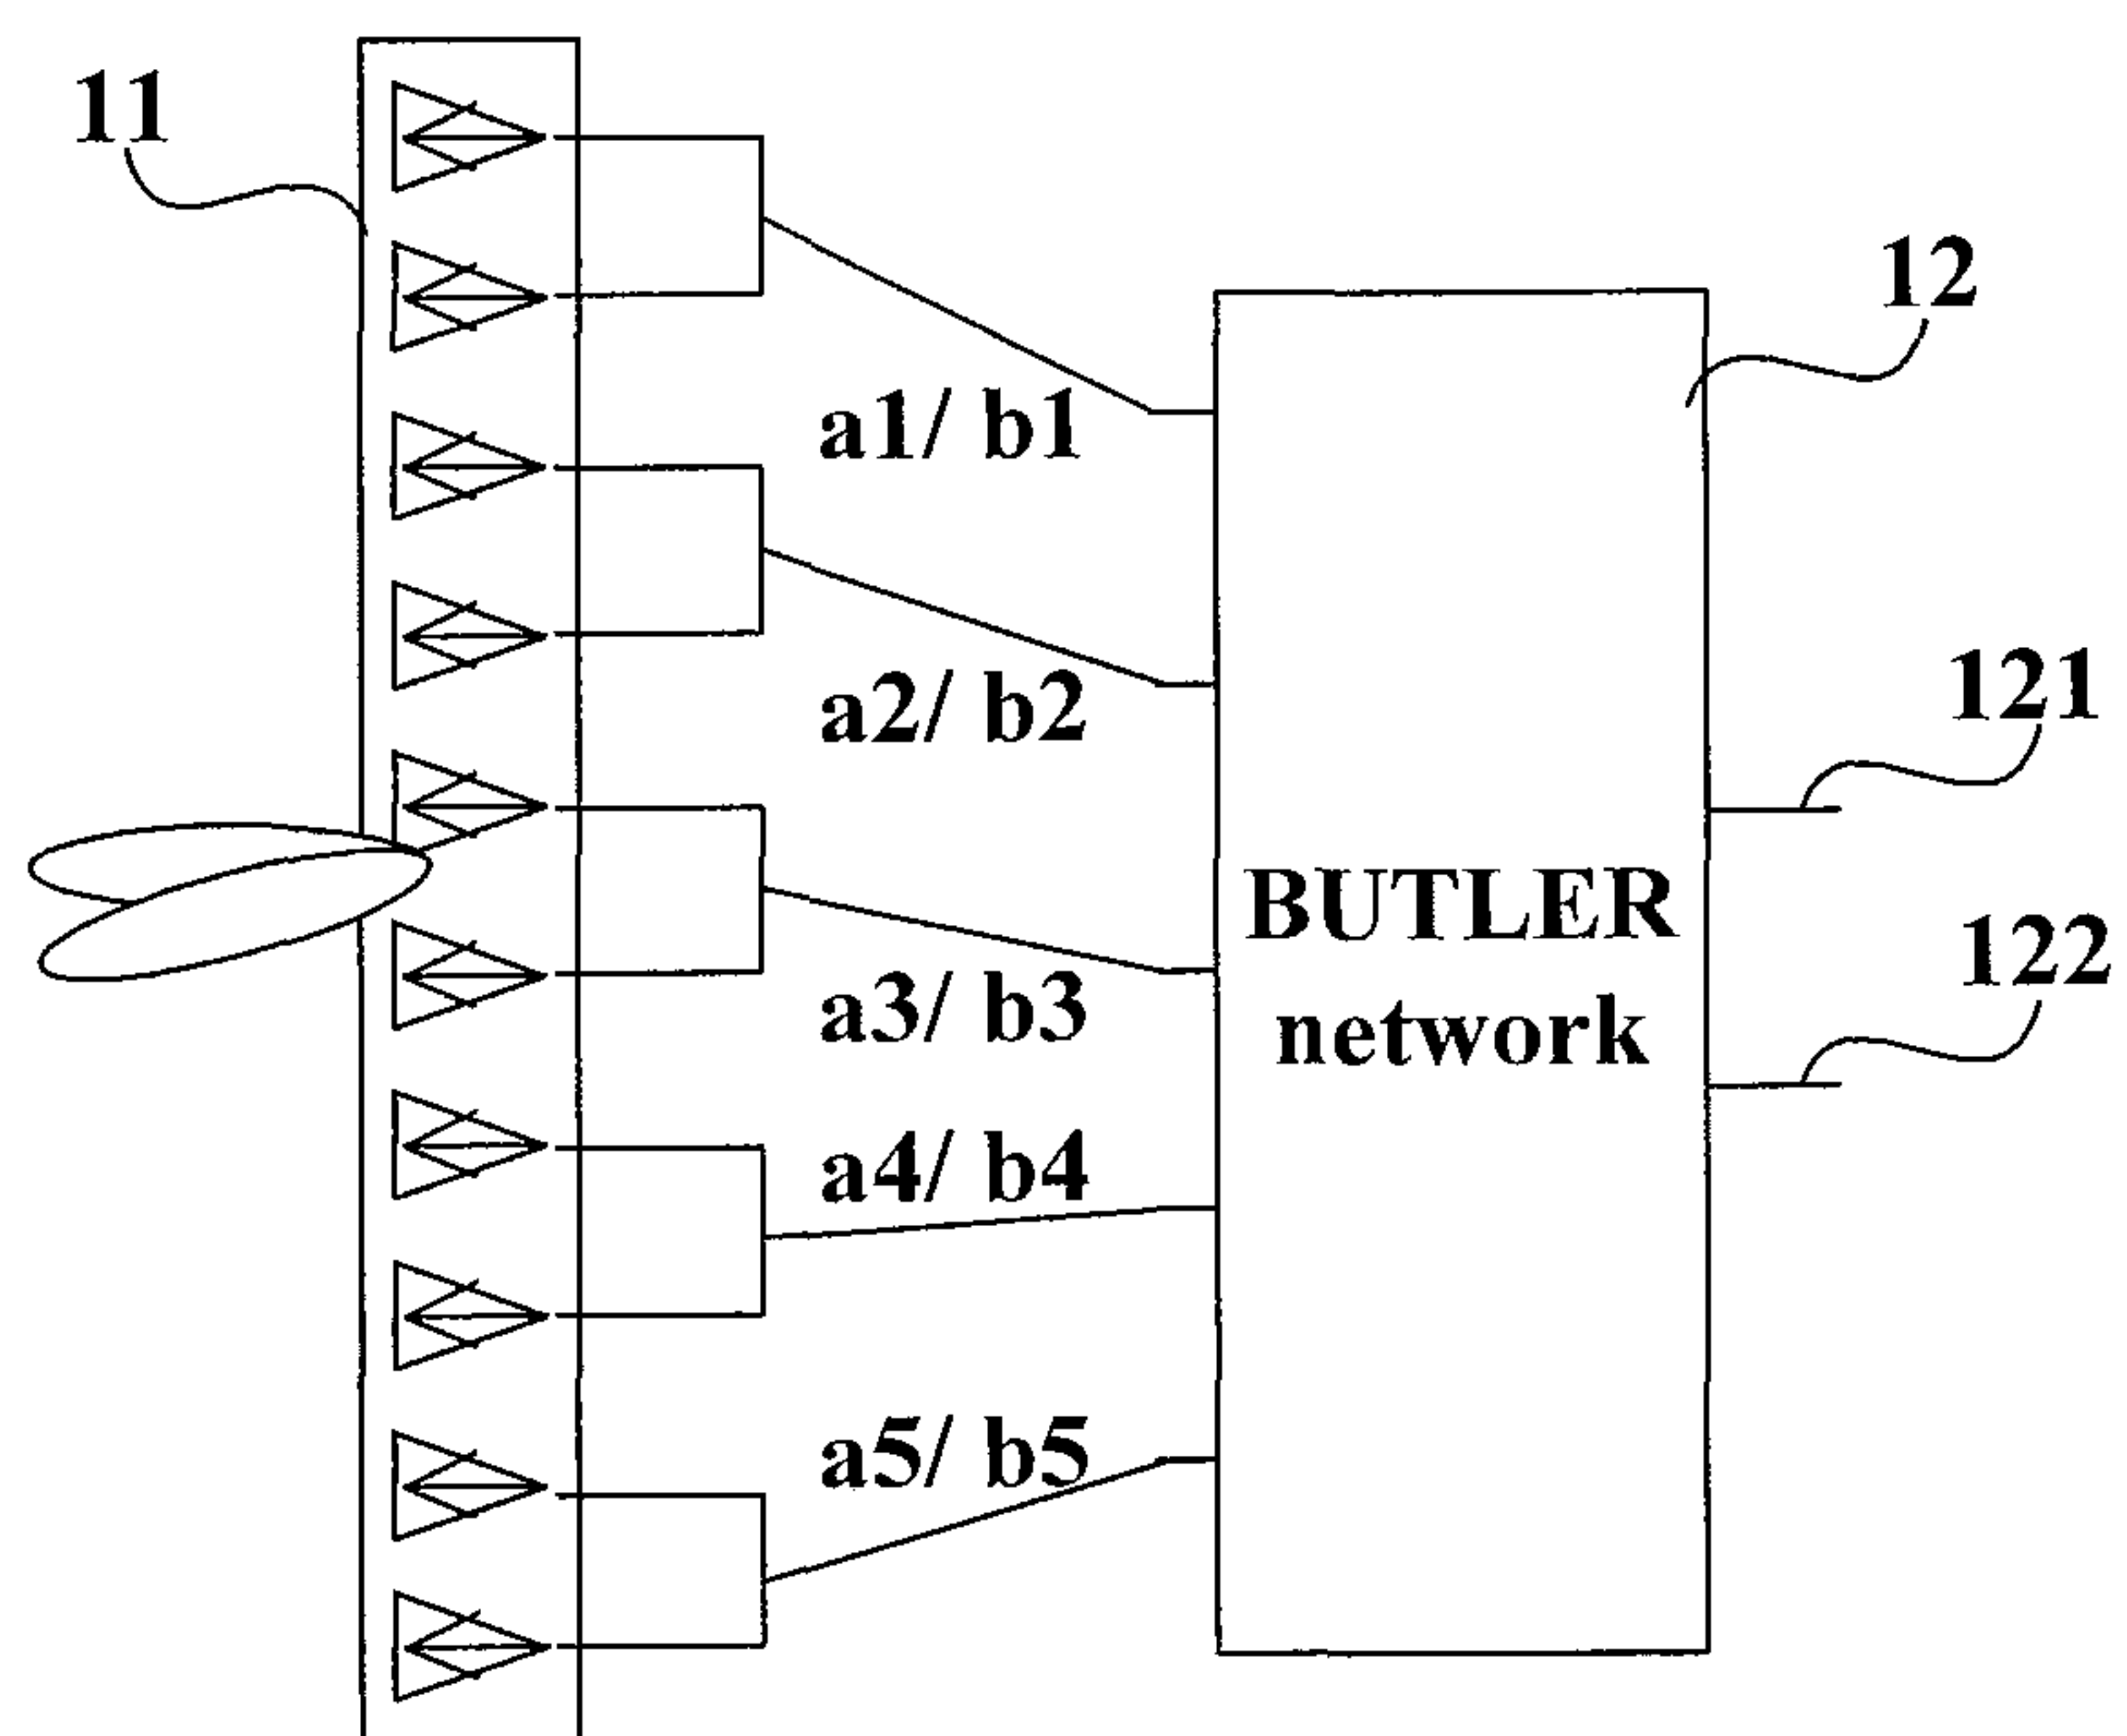 11
12
a1/ b1
a2/ b2
121
BUTLER
network
122
a3/ b3
a4/ b4
a5/ b5